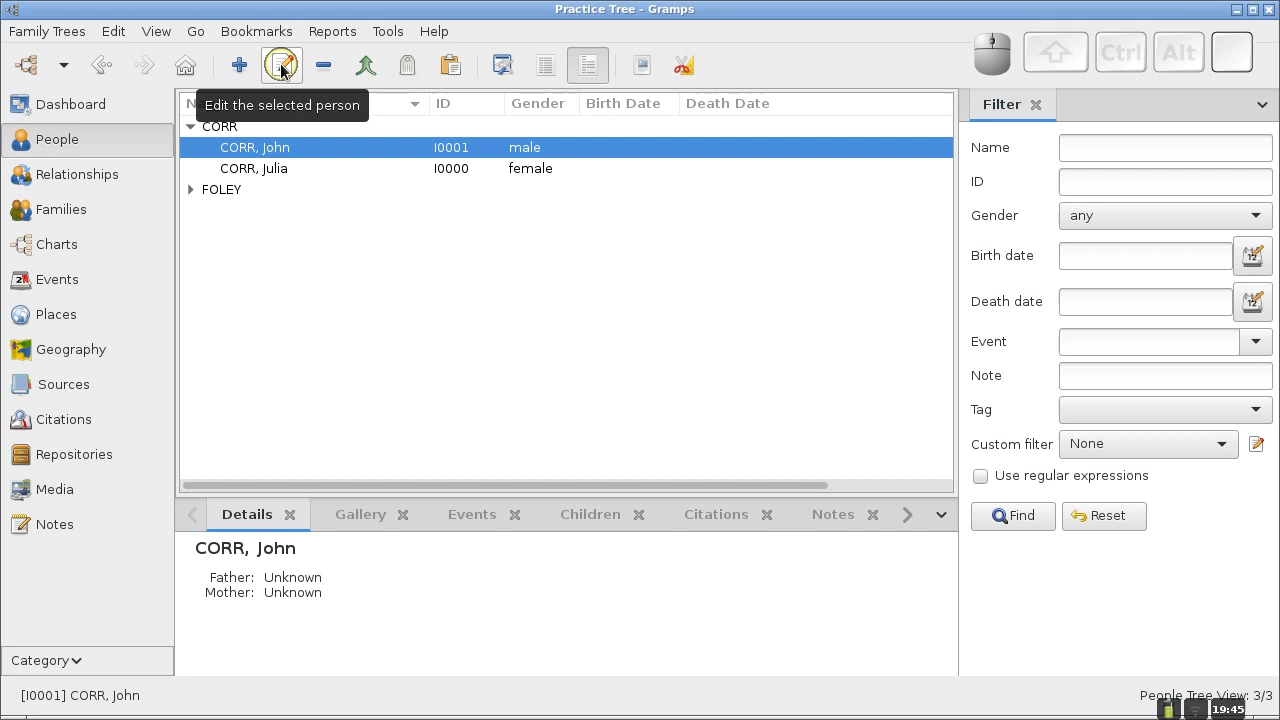 Practice Tree - Gramps
Family Trees Edit View Go Bookmarks Reports Tools Help
Ctrl Alt
Edit the selected person
ID Gender Birth Date Death Date
Dashboard
People
Relationships
Families
Charts
Events
Places
Geography
Sources
Citations
Repositories
Media
Notes
Category
CORR
CORR, John I0001 male
CORR, Julia I0000 female
FOLEY
Details Gallery Events Children Citations Notes
CORR, John
Father: Unknown
Mother: Unknown
Filter
Name
ID
Gender any
Birth date
Death date
Event
Note
Tag
Custom filter None
Use regular expressions
Find Reset
[I0001] CORR, John
People Tree View: 3/3
19:45